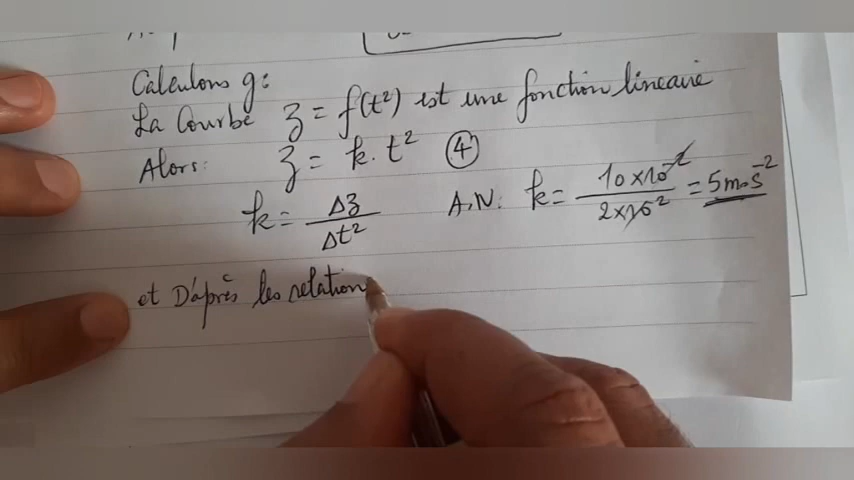 Calculons g:
La Courbe z = f(t²) est une fonction lineaire
Alors: z = k. t² ④
k = Δz / Δt² A.N: k = 10×10⁻² / 2×10⁻² = 5m.s⁻²
et D'après les relation